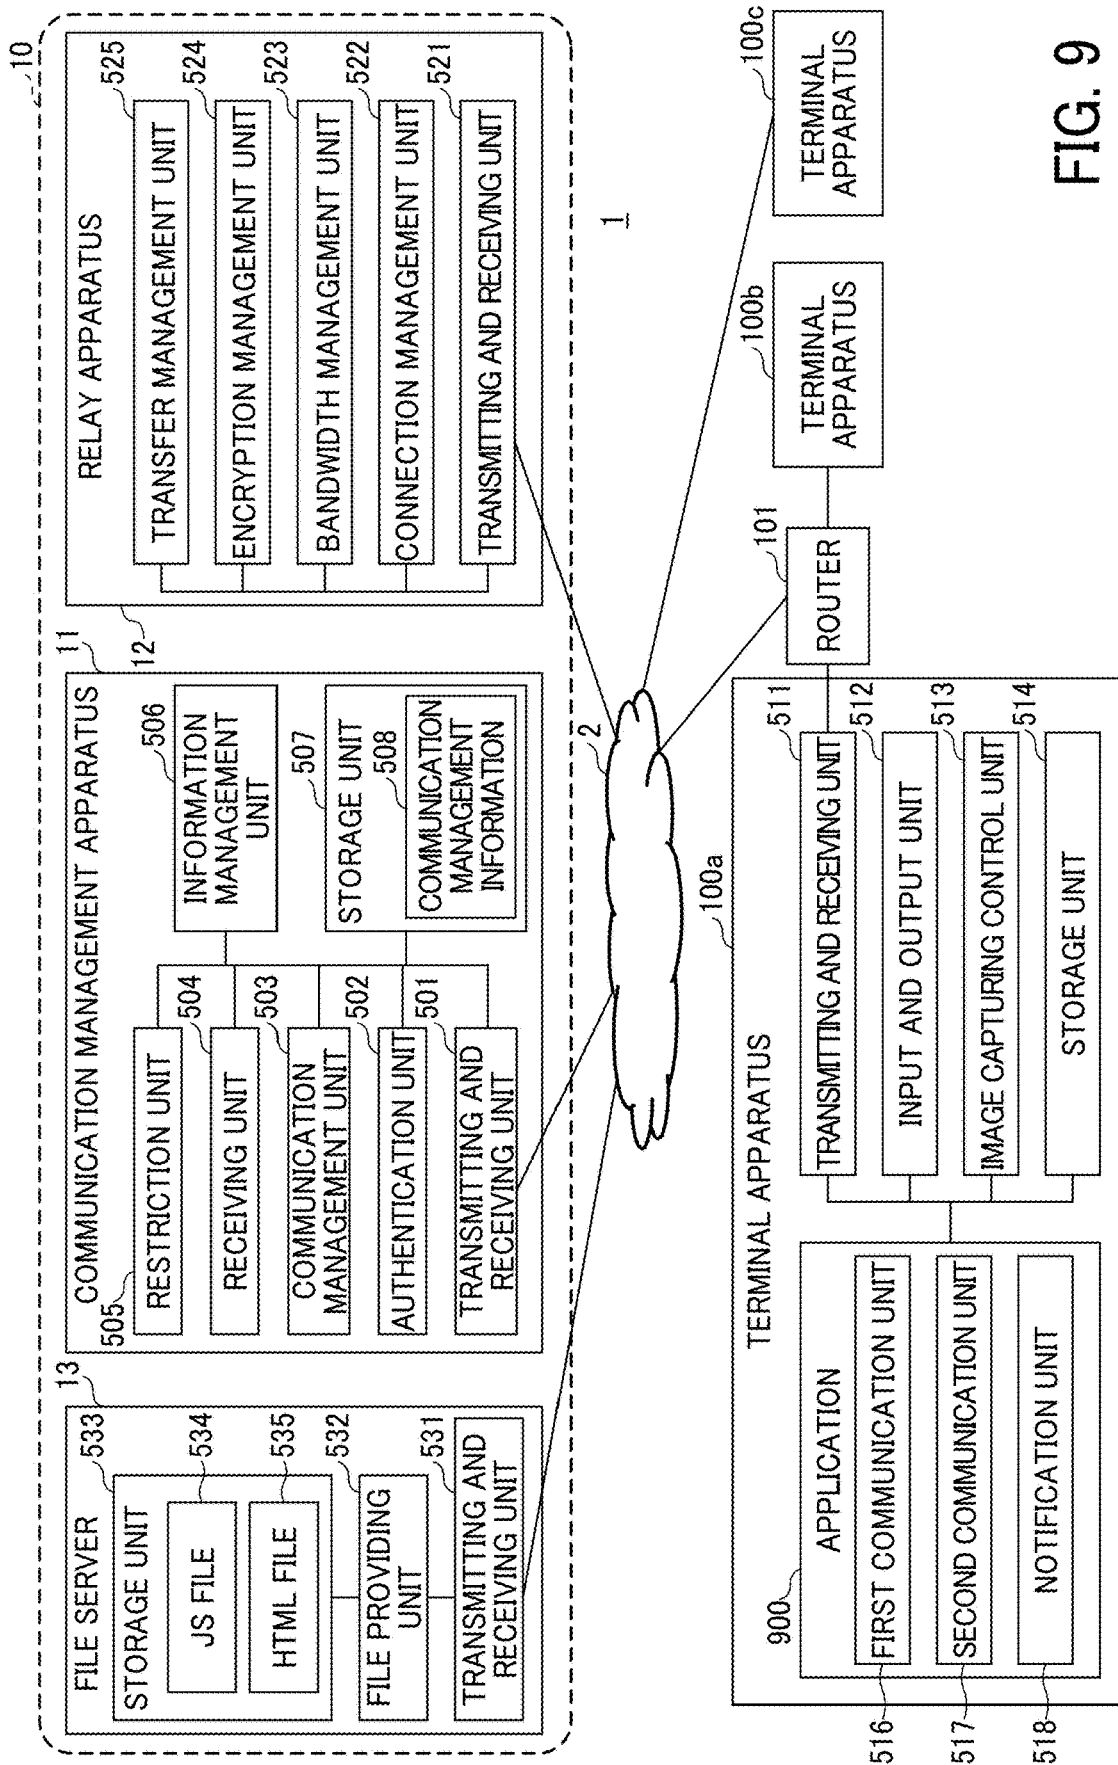 10
FILE SERVER
13
STORAGE UNIT
533
JS FILE
534
HTML FILE
535
FILE PROVIDING
UNIT
532
TRANSMITTING AND
RECEIVING UNIT
531
COMMUNICATION MANAGEMENT APPARATUS
11
505
RESTRICTION UNIT
RECEIVING UNIT
504
COMMUNICATION
MANAGEMENT UNIT
503
AUTHENTICATION UNIT
502
TRANSMITTING AND
RECEIVING UNIT
501
INFORMATION
MANAGEMENT
UNIT
506
STORAGE UNIT
507
COMMUNICATION
MANAGEMENT
INFORMATION
508
12
RELAY APPARATUS
TRANSFER MANAGEMENT UNIT
525
ENCRYPTION MANAGEMENT UNIT
524
BANDWIDTH MANAGEMENT UNIT
523
CONNECTION MANAGEMENT UNIT
522
TRANSMITTING AND RECEIVING UNIT
521
2
1
TERMINAL APPARATUS
100a
900
APPLICATION
FIRST COMMUNICATION UNIT
516
SECOND COMMUNICATION UNIT
517
NOTIFICATION UNIT
518
TRANSMITTING AND RECEIVING UNIT
511
INPUT AND OUTPUT UNIT
512
IMAGE CAPTURING CONTROL UNIT
513
STORAGE UNIT
514
ROUTER
101
TERMINAL
APPARATUS
100b
TERMINAL
APPARATUS
100c
FIG. 9